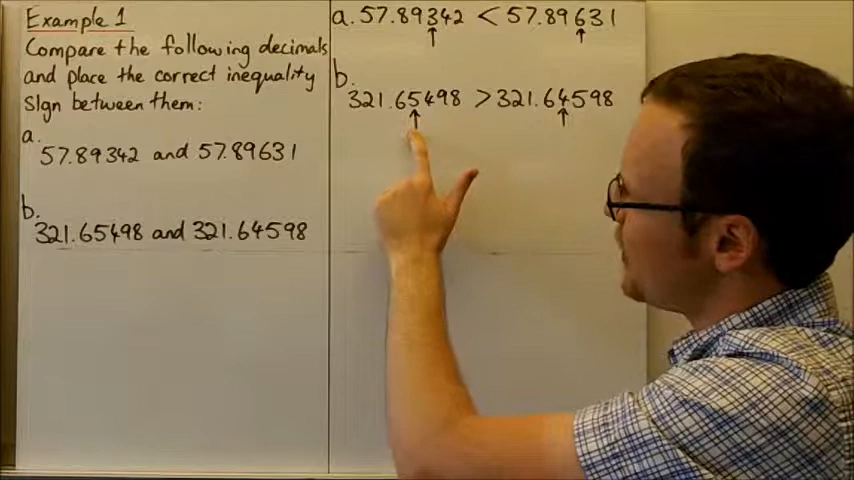 Example 1
Compare the following decimals
and place the correct inequality
sign between them:
a.
57.89342 and 57.89631
b.
321.65498 and 321.64598
a. 57.89342 < 57.89631
b.
321.65498 > 321.64598